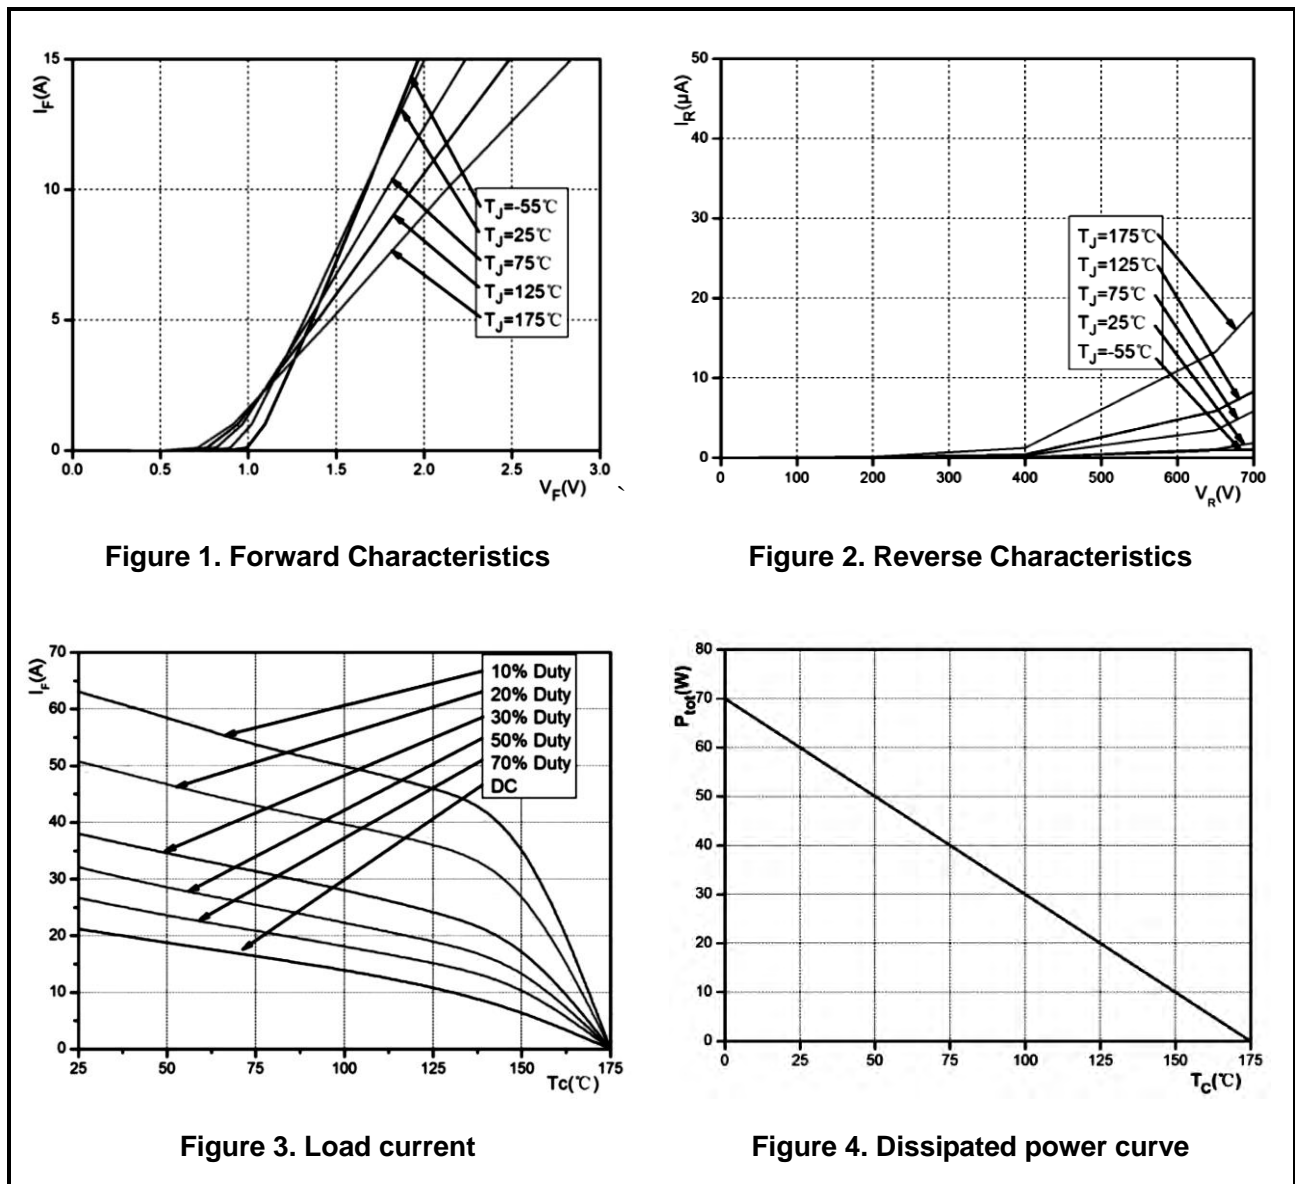 I_F(A)
15
10
5
0
0.0 0.5 1.0 1.5 2.0 2.5 3.0
V_F(V)
`
T_J=-55℃
T_J=25℃
T_J=75℃
T_J=125℃
T_J=175℃
Figure 1. Forward Characteristics
I_R(μA)
50
40
30
20
10
0
0 100 200 300 400 500 600 700
V_R(V)
T_J=175℃
T_J=125℃
T_J=75℃
T_J=25℃
T_J=-55℃
Figure 2. Reverse Characteristics
I_F(A)
70
60
50
40
30
20
10
0
25 50 75 100 125 150 175
Tc(℃)
10% Duty
20% Duty
30% Duty
50% Duty
70% Duty
DC
Figure 3. Load current
P_tot(W)
80
70
60
50
40
30
20
10
0
0 25 50 75 100 125 150 175
T_C(℃)
Figure 4. Dissipated power curve